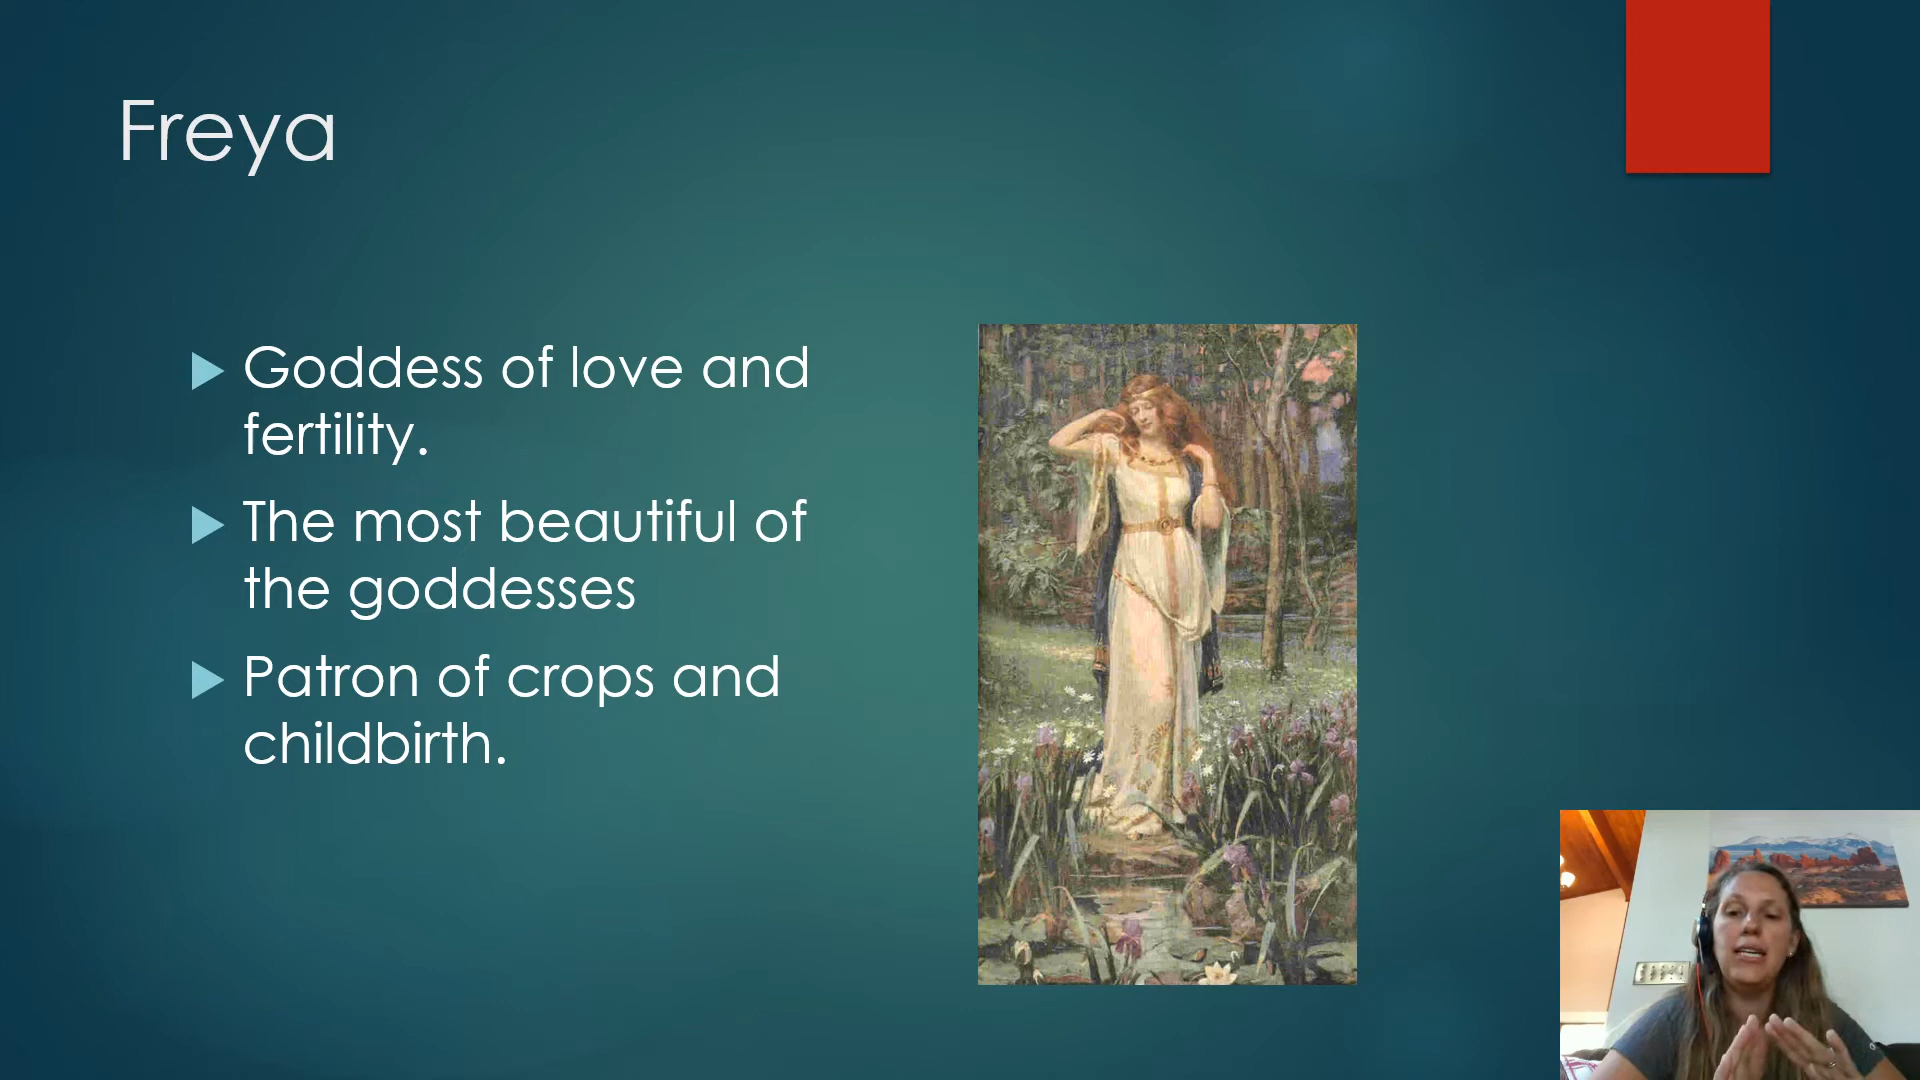 Freya
Goddess of love and
fertility.
The most beautiful of
the goddesses
Patron of crops and
childbirth.